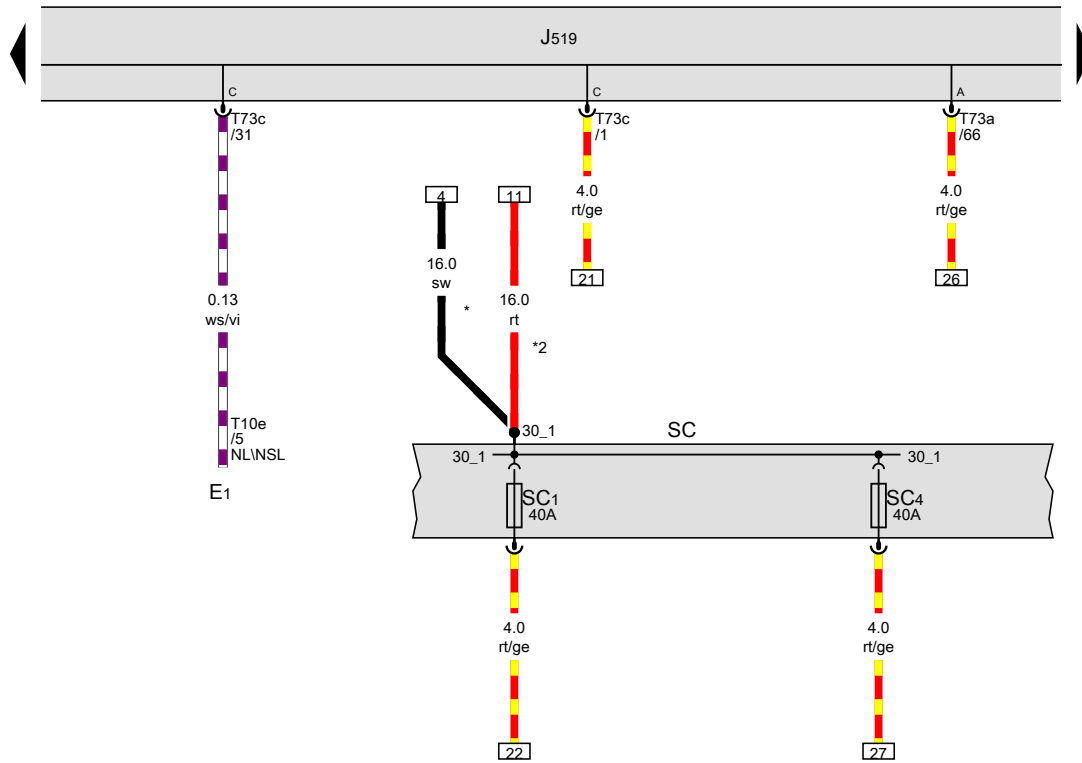 J519
C
C
A
T73c
/31
T73c
/1
T73a
/66
4
11
4.0
rt/ge
4.0
rt/ge
16.0
sw
*
21
26
0.13
ws/vi
16.0
rt
*2
T10e
/5
NL\NSL
30_1
SC
30_1
30_1
E1
SC1
40A
SC4
40A
4.0
rt/ge
4.0
rt/ge
22
27